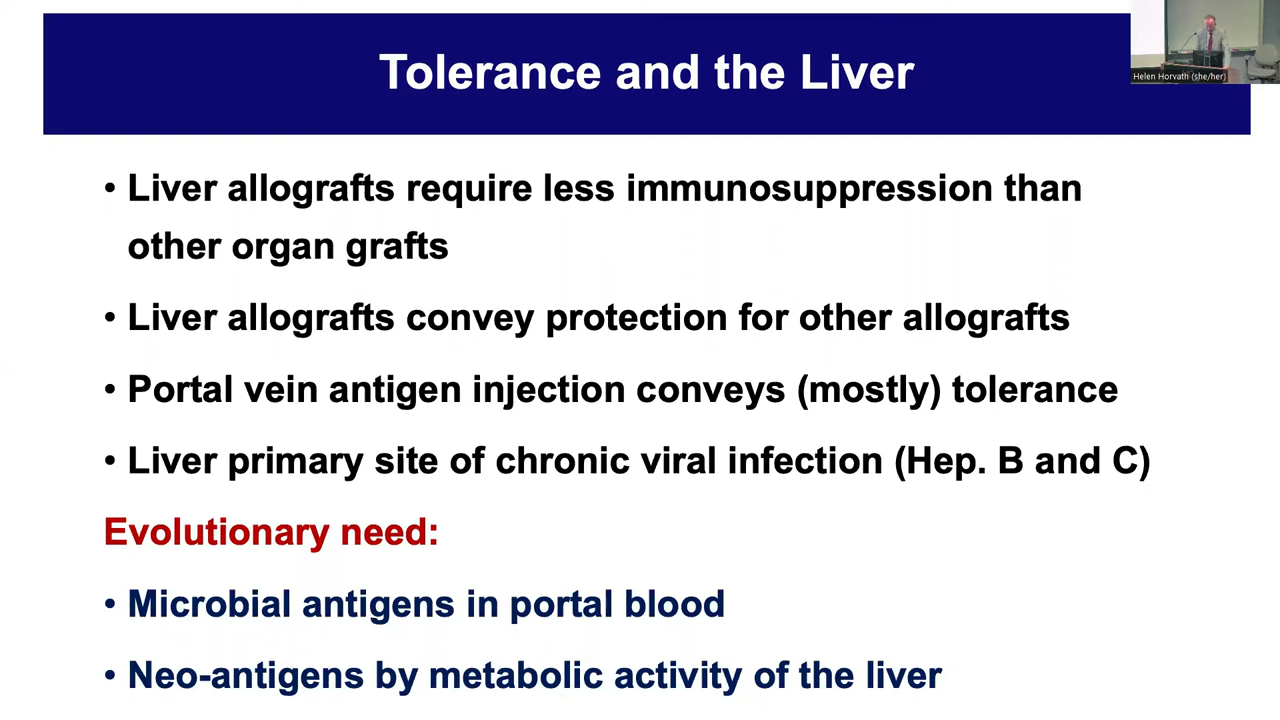 Tolerance and the Liver
Helen Horvath (she/her)
• Liver allografts require less immunosuppression than
other organ grafts
• Liver allografts convey protection for other allografts
• Portal vein antigen injection conveys (mostly) tolerance
• Liver primary site of chronic viral infection (Hep. B and C)
Evolutionary need:
• Microbial antigens in portal blood
• Neo-antigens by metabolic activity of the liver